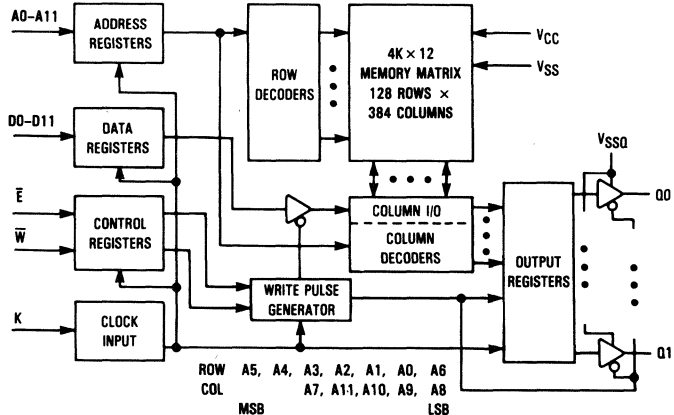 A0–A11
ADDRESS
REGISTERS
ROW
DECODERS
4K × 12
MEMORY MATRIX
128 ROWS ×
384 COLUMNS
VCC
VSS
D0–D11
DATA
REGISTERS
VSSQ
Q0
E̅
W̅
CONTROL
REGISTERS
COLUMN I/O
COLUMN
DECODERS
OUTPUT
REGISTERS
WRITE PULSE
GENERATOR
K
CLOCK
INPUT
Q1
ROW A5, A4, A3, A2, A1, A0, A6
COL A7, A11, A10, A9, A8
MSB LSB